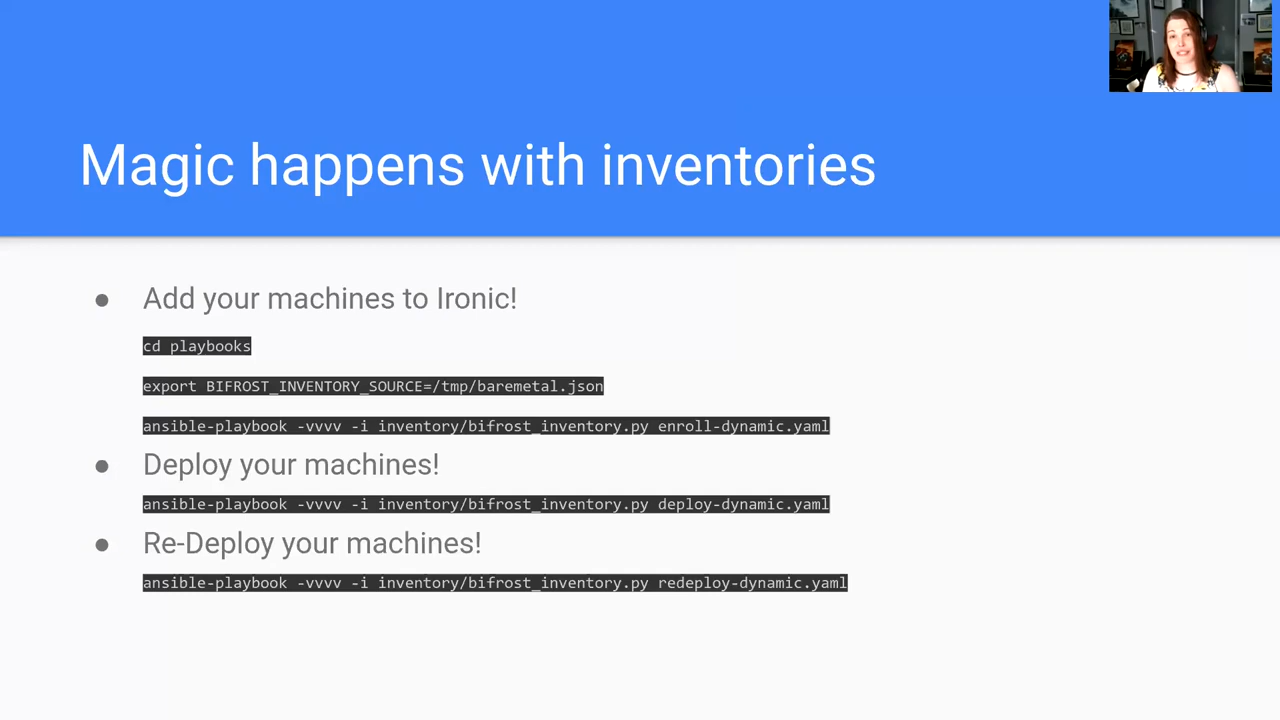 Magic happens with inventories
● Add your machines to Ironic!
cd playbooks
export BIFROST_INVENTORY_SOURCE=/tmp/baremetal.json
ansible-playbook -vvvv -i inventory/bifrost_inventory.py enroll-dynamic.yaml
● Deploy your machines!
ansible-playbook -vvvv -i inventory/bifrost_inventory.py deploy-dynamic.yaml
● Re-Deploy your machines!
ansible-playbook -vvvv -i inventory/bifrost_inventory.py redeploy-dynamic.yaml